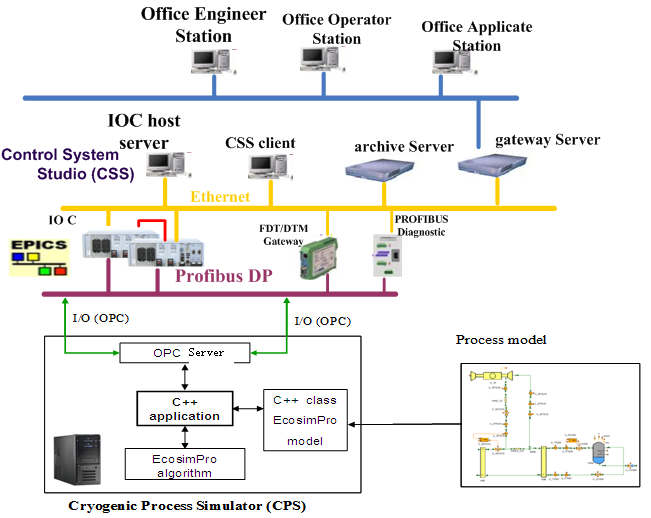 Office Engineer
Station
Office Operator
Station
Office Applicate
Station
IOC host
server
CSS client
archive Server
gateway Server
Control System
Studio (CSS)
Ethernet
IO C
FDT/DTM
Gateway
PROFIBUS
Diagnostic
EPICS
Profibus DP
I/O (OPC)
I/O (OPC)
OPC Server
Process model
C++
application
C++ class
EcosimPro
model
EcosimPro
algorithm
Cryogenic Process Simulator (CPS)